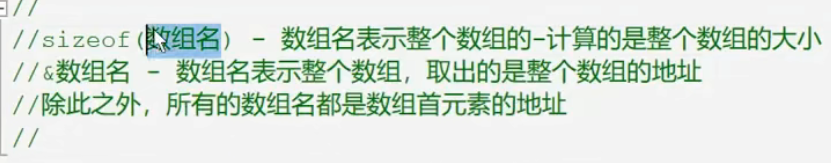 //
//sizeof(数组名) - 数组名表示整个数组的-计算的是整个数组的大小
//&数组名 - 数组名表示整个数组，取出的是整个数组的地址
//除此之外，所有的数组名都是数组首元素的地址
//